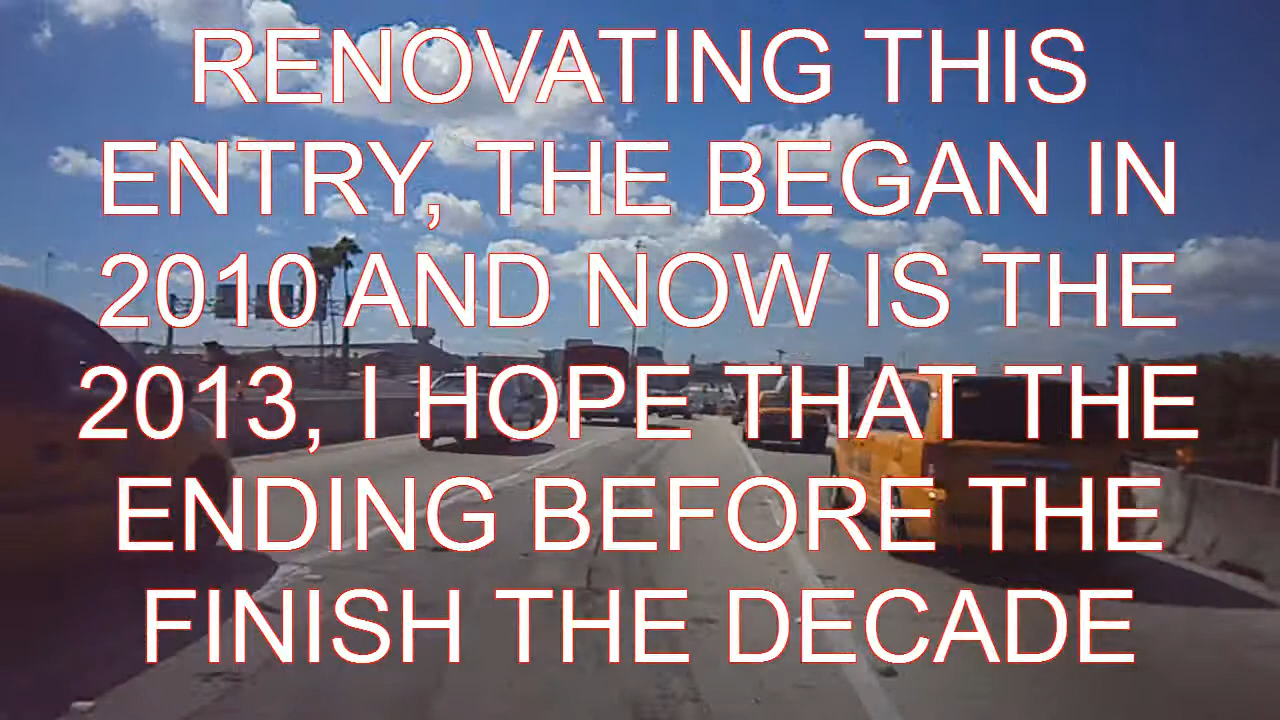 RENOVATING THIS
ENTRY, THE BEGAN IN
2010 AND NOW IS THE
2013, I HOPE THAT THE
ENDING BEFORE THE
FINISH THE DECADE